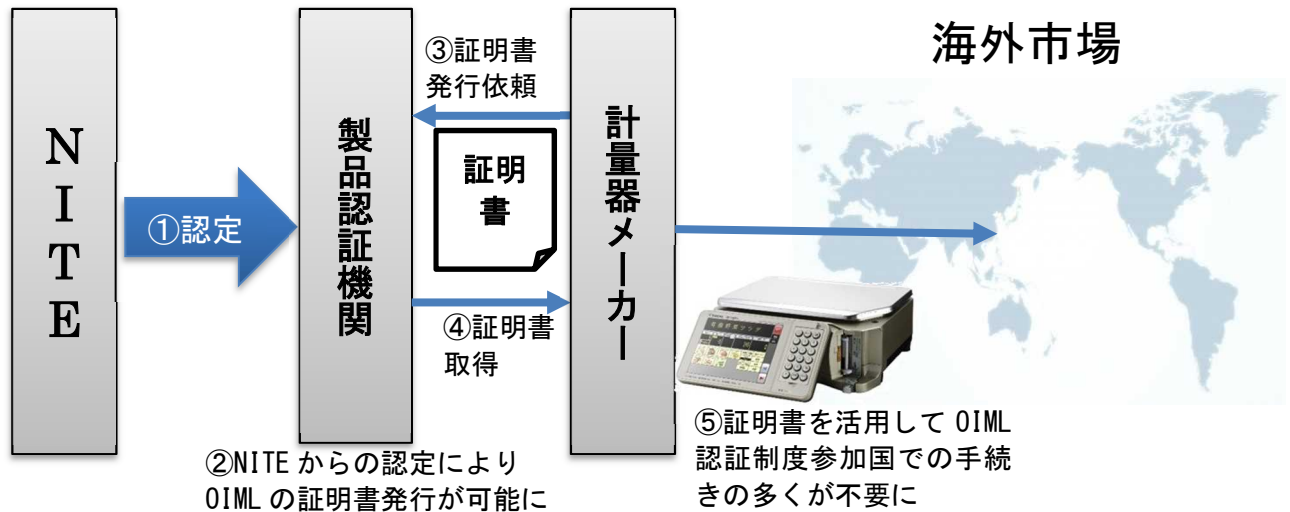 海外市場
NITE
①認定
製品認証機関
③証明書
発行依頼
証明
書
④証明書
取得
計量器メーカー
②NITE からの認定により
OIML の証明書発行が可能に
⑤証明書を活用して OIML
認証制度参加国での手続
きの多くが不要に